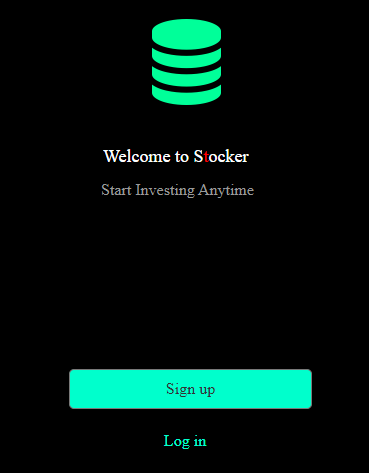 Welcome to Stocker
Start Investing Anytime
Sign up
Log in